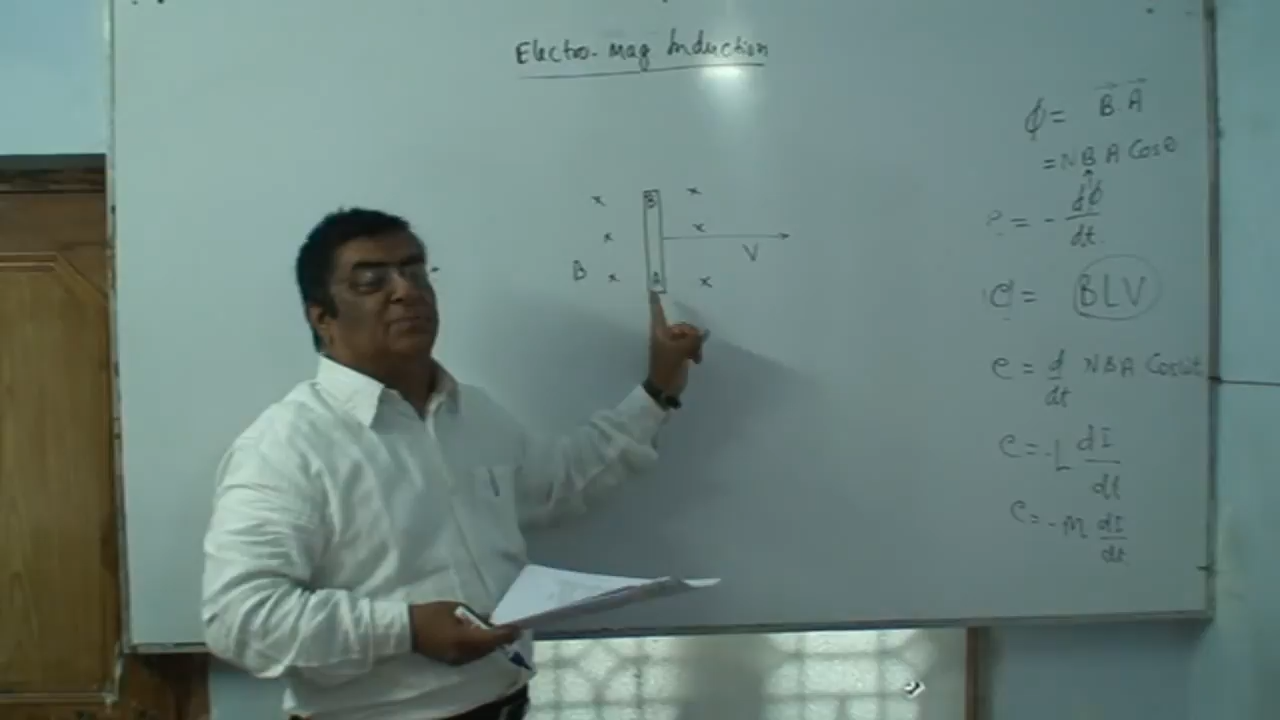 Electro-Mag Induction
B
B
A
V
ϕ = B⃗.A⃗
= NBA Cosθ
e = - dϕ/dt
e = BLV
e = d/dt NBA Cosωt
e = -L dI/dt
e = -M dI/dt